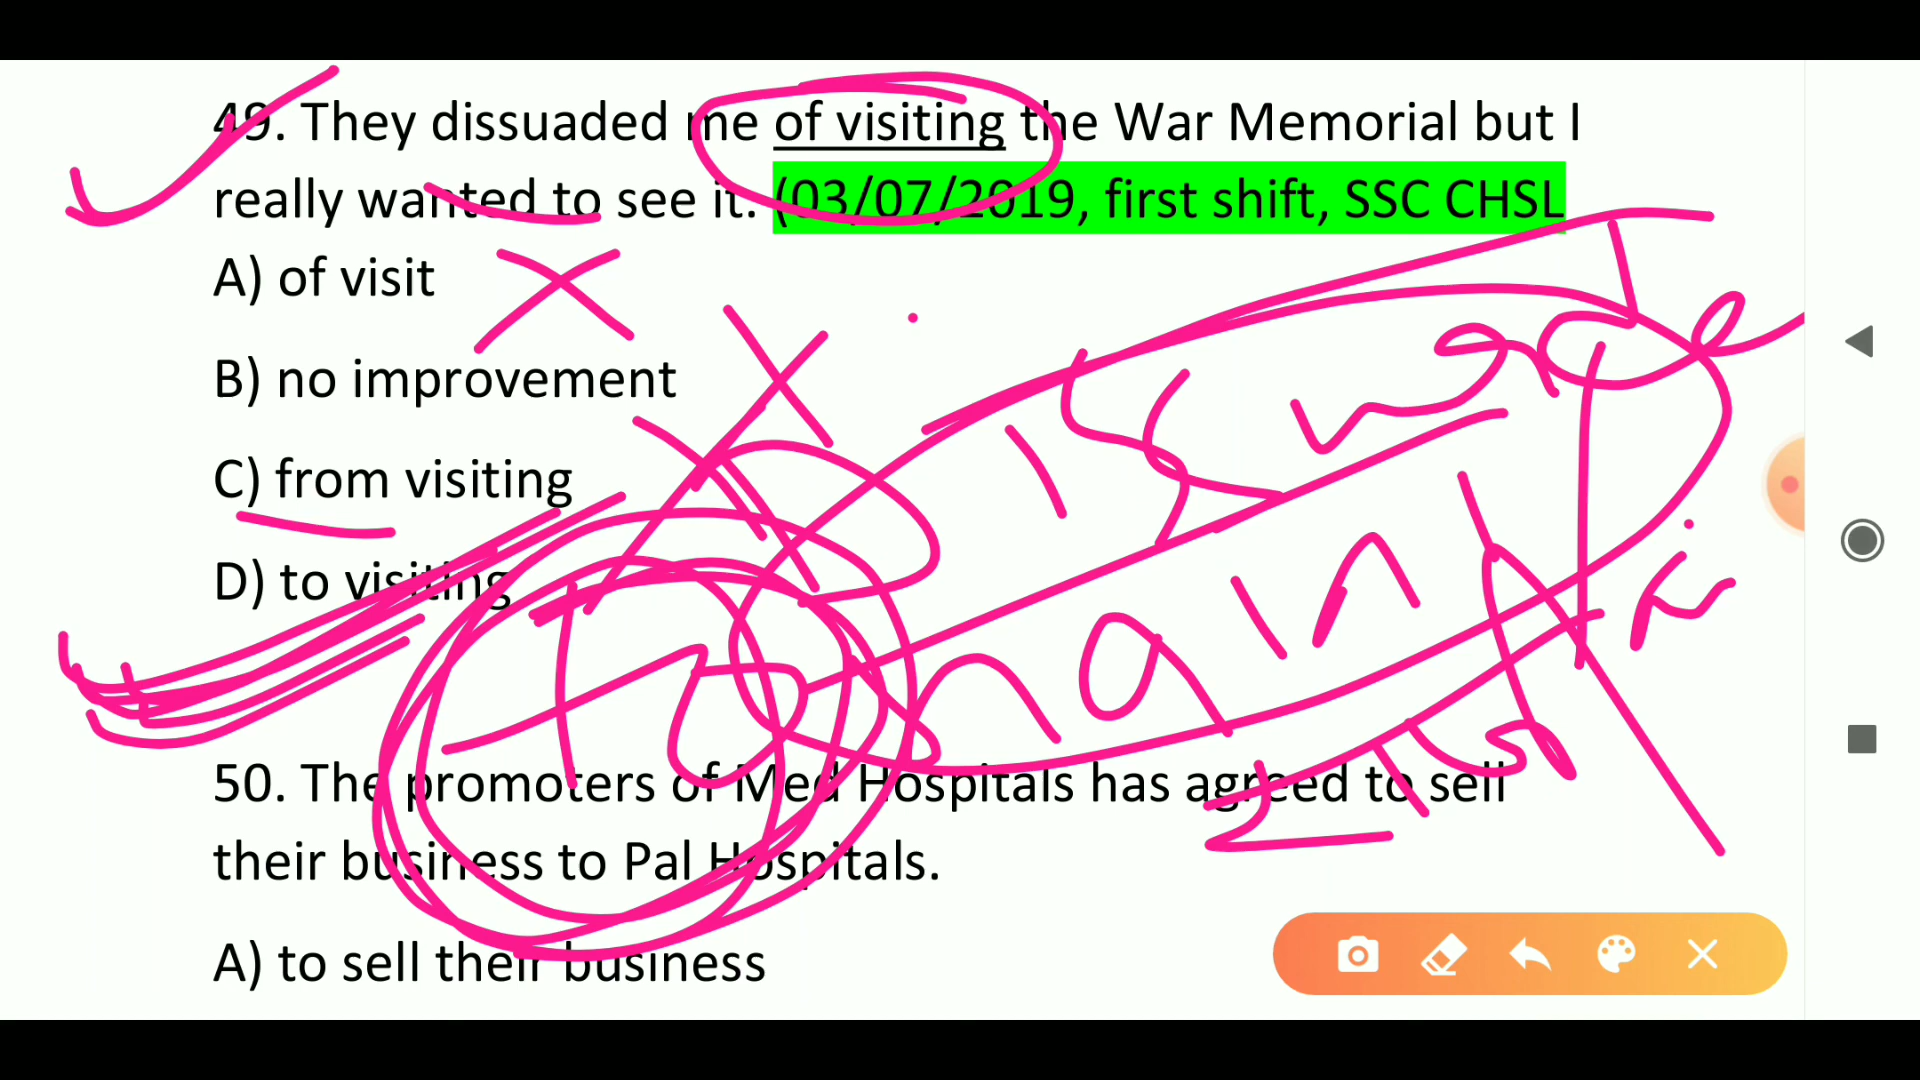 49. They dissuaded me of visiting the War Memorial but I
really wanted to see it. (03/07/2019, first shift, SSC CHSL
A) of visit
B) no improvement
C) from visiting
D) to visiting
50. The promoters of Med Hospitals has agreed to sell
their business to Pal Hospitals.
A) to sell their business